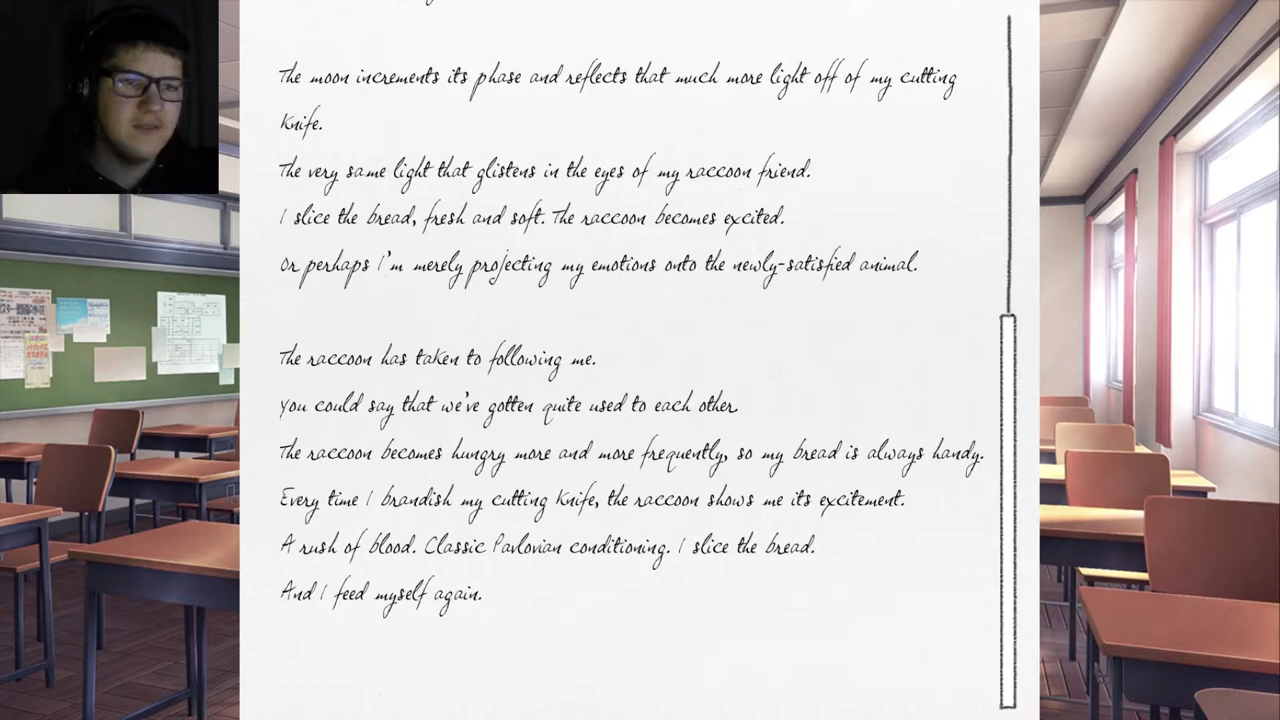 The moon increments its phase and reflects that much more light off of my cutting
knife.
The very same light that glistens in the eyes of my raccoon friend.
I slice the bread, fresh and soft. The raccoon becomes excited.
Or perhaps I'm merely projecting my emotions onto the newly-satisfied animal.
The raccoon has taken to following me.
You could say that we've gotten quite used to each other.
The raccoon becomes hungry more and more frequently, so my bread is always handy.
Every time I brandish my cutting knife, the raccoon shows me its excitement.
A rush of blood. Classic Pavlovian conditioning. I slice the bread.
And I feed myself again.